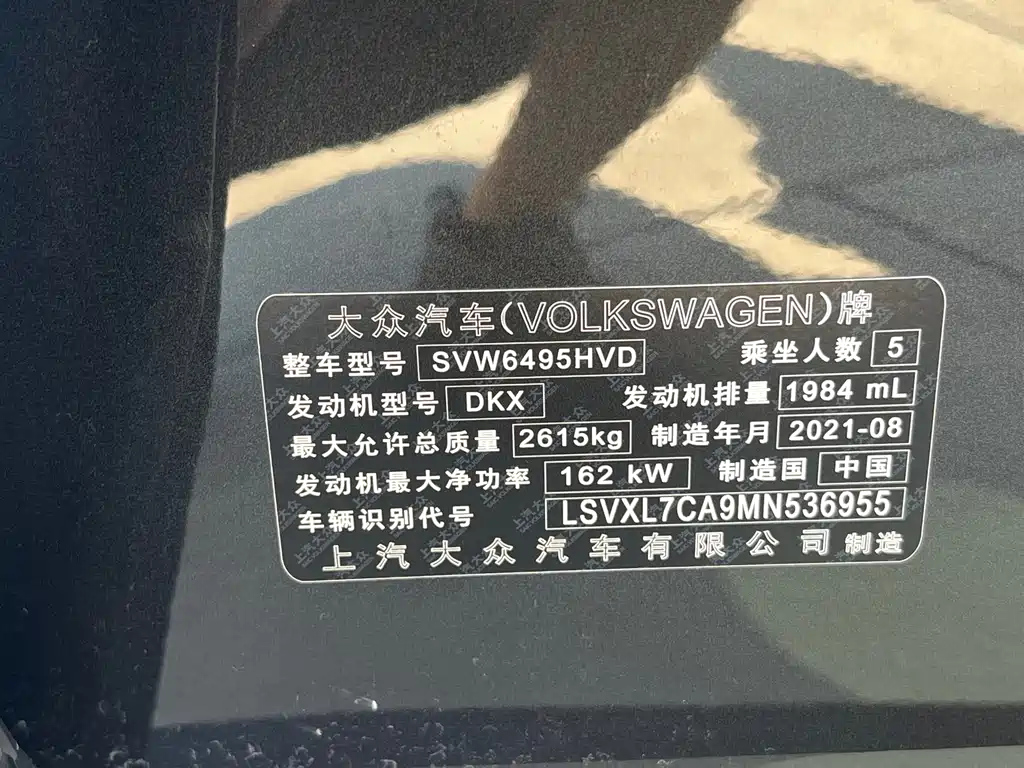 大众汽车(VOLKSWAGEN)牌
整车型号 SVW6495HVD 乘坐人数 5
发动机型号 DKX 发动机排量 1984 mL
最大允许总质量 2615kg 制造年月 2021-08
发动机最大净功率 162 kW 制造国 中国
车辆识别代号 LSVXL7CA9MN536955
上汽大众汽车有限公司 制造